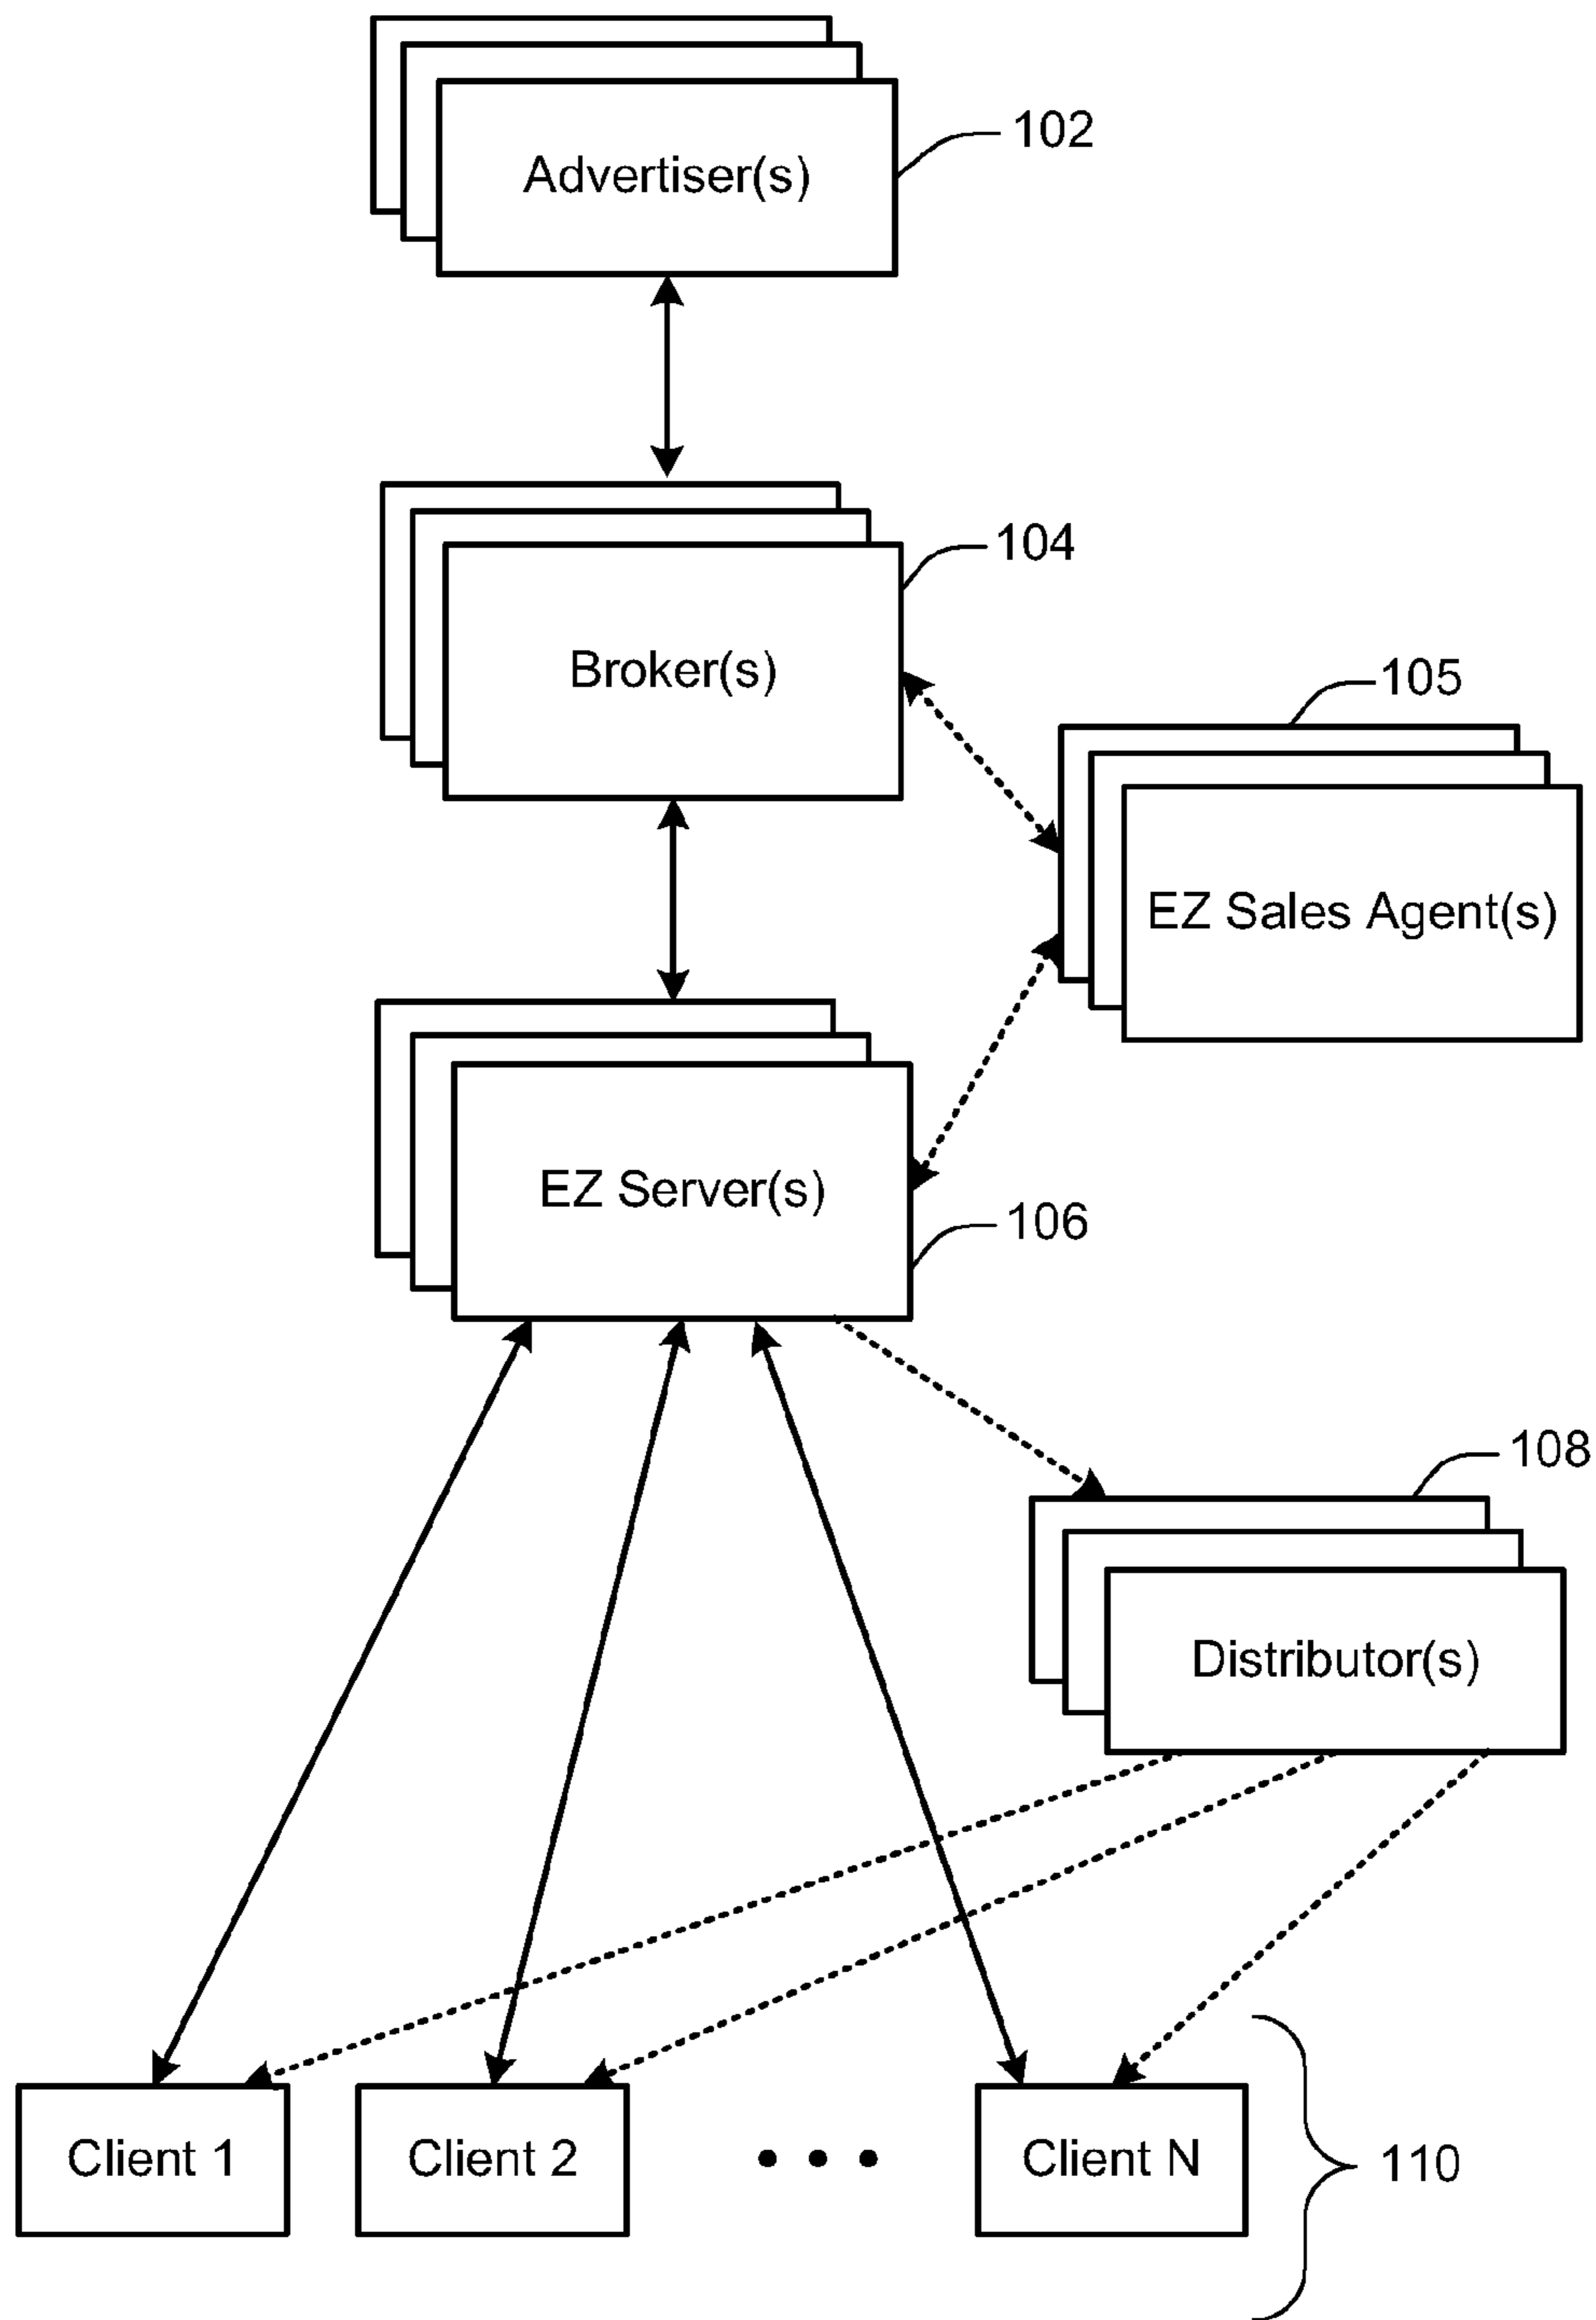 102
Advertiser(s)
104
Broker(s)
105
EZ Sales Agent(s)
EZ Server(s)
106
108
Distributor(s)
Client 1
Client 2
• • •
Client N
110